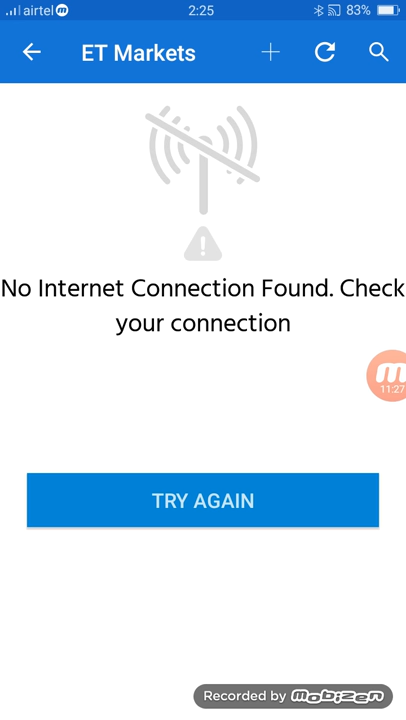 airtel m 2:25 83%
ET Markets
No Internet Connection Found. Check
your connection
m
11:27
TRY AGAIN
Recorded by mobizen